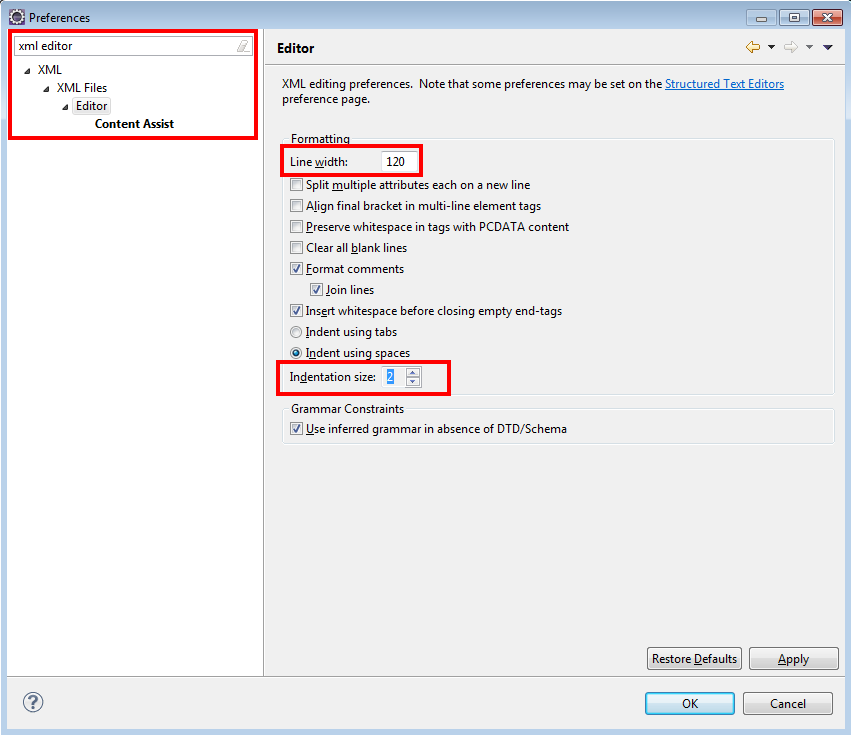 Preferences
xml editor
XML
XML Files
Editor
Content Assist
Editor
XML editing preferences.  Note that some preferences may be set on the Structured Text Editors
preference page.
Formatting
Line width: 120
Split multiple attributes each on a new line
Align final bracket in multi-line element tags
Preserve whitespace in tags with PCDATA content
Clear all blank lines
Format comments
Join lines
Insert whitespace before closing empty end-tags
Indent using tabs
Indent using spaces
Indentation size: 2
Grammar Constraints
Use inferred grammar in absence of DTD/Schema
Restore Defaults Apply
? OK Cancel